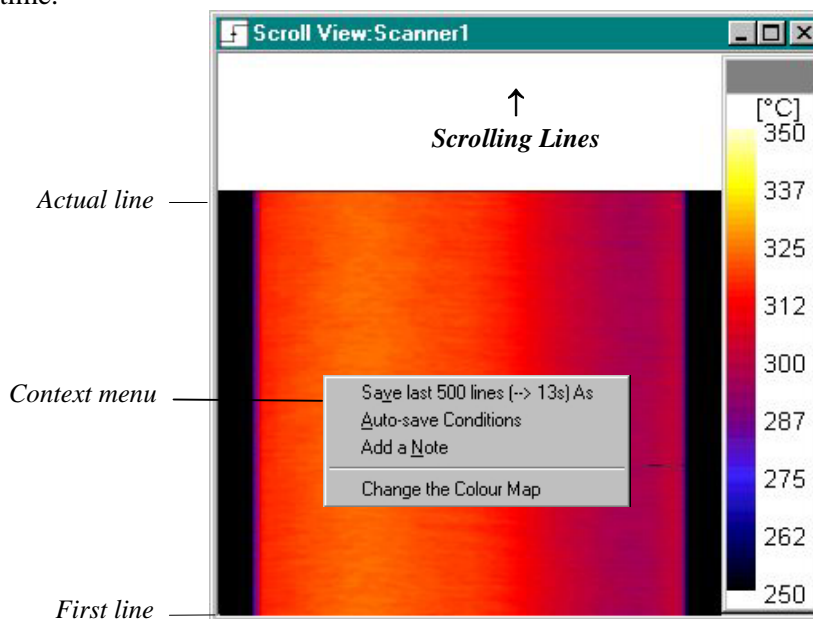 time.
Scroll View:Scanner1
↑
Scrolling Lines
[°C]
350
337
325
312
300
287
275
262
250
Actual line
Context menu
Save last 500 lines (--> 13s) As
Auto-save Conditions
Add a Note
Change the Colour Map
First line